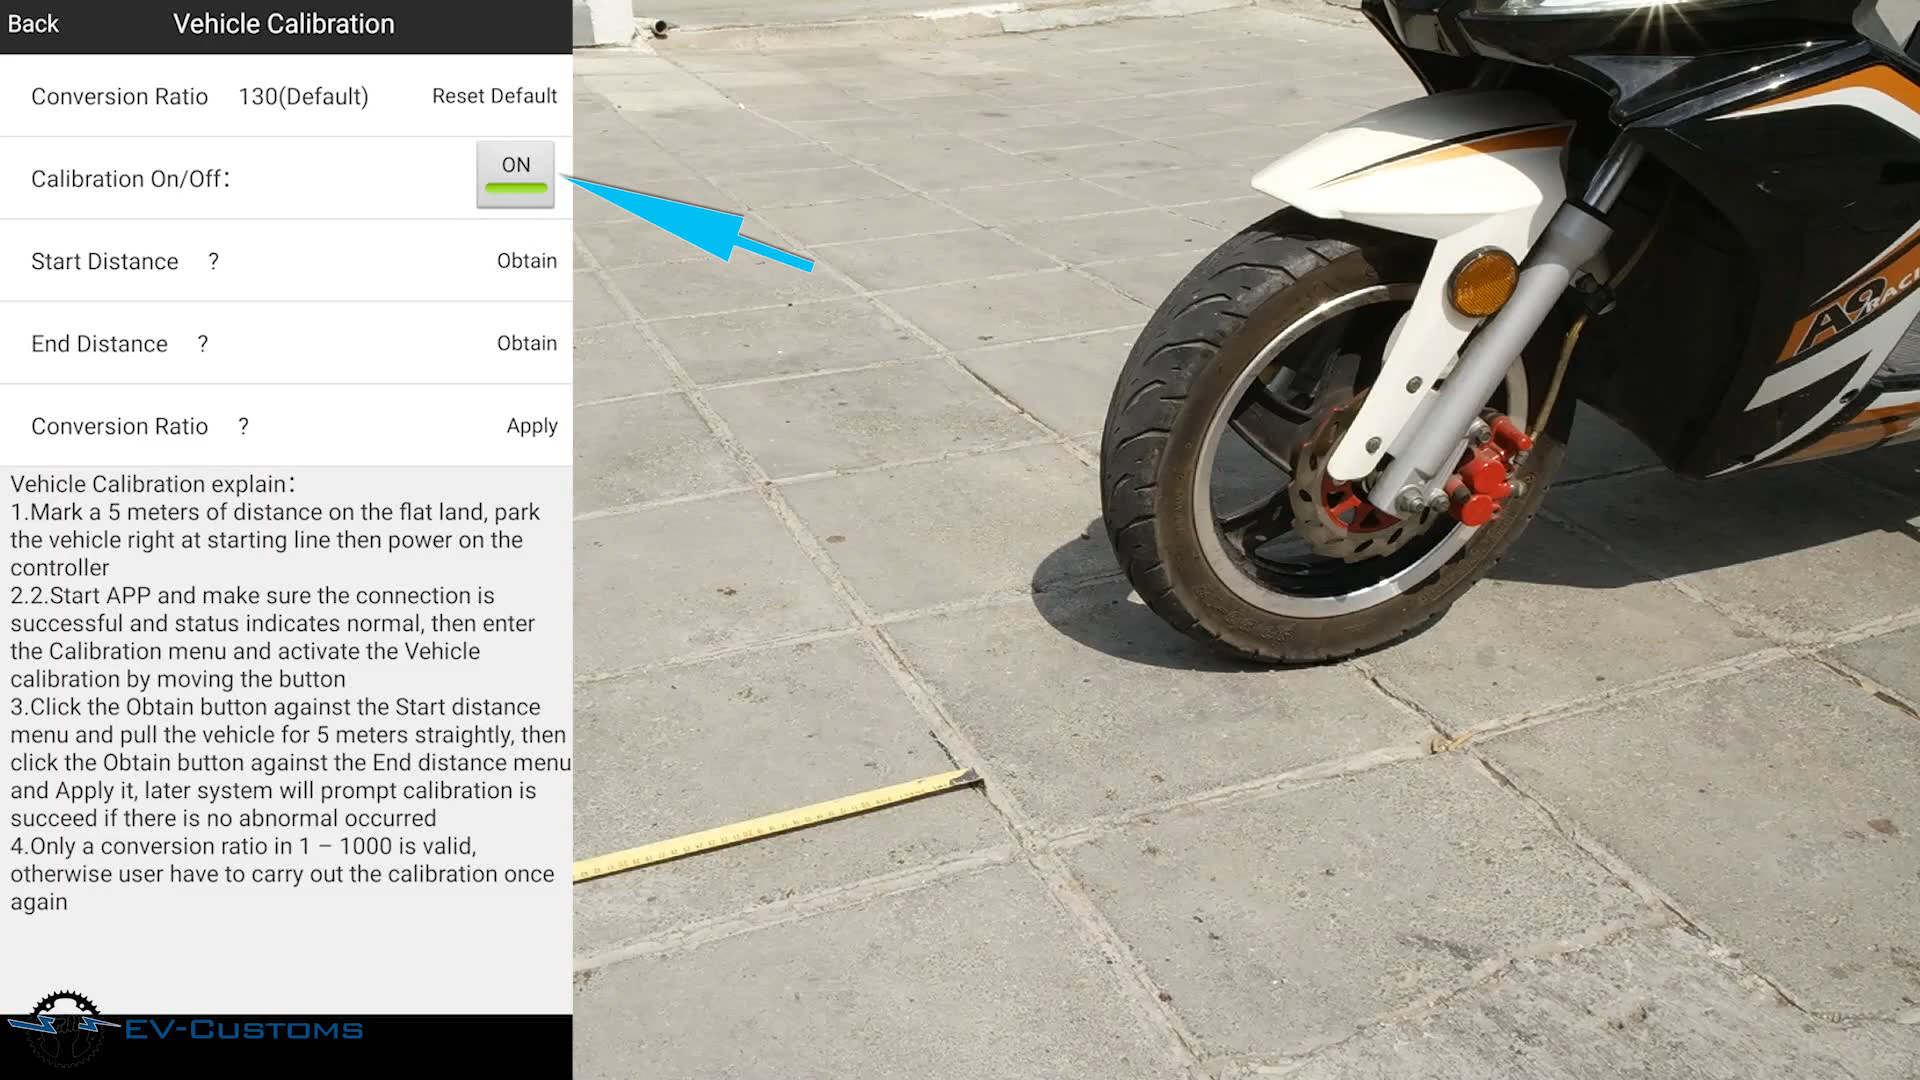 Back
Vehicle Calibration
Conversion Ratio 130(Default) Reset Default
Calibration On/Off:
ON
Start Distance ? Obtain
End Distance ? Obtain
Conversion Ratio ? Apply
Vehicle Calibration explain:
1.Mark a 5 meters of distance on the flat land, park
the vehicle right at starting line then power on the
controller
2.2.Start APP and make sure the connection is
successful and status indicates normal, then enter
the Calibration menu and activate the Vehicle
calibration by moving the button
3.Click the Obtain button against the Start distance
menu and pull the vehicle for 5 meters straightly, then
click the Obtain button against the End distance menu
and Apply it, later system will prompt calibration is
succeed if there is no abnormal occurred
4.Only a conversion ratio in 1 – 1000 is valid,
otherwise user have to carry out the calibration once
again
EV-CUSTOMS
A9